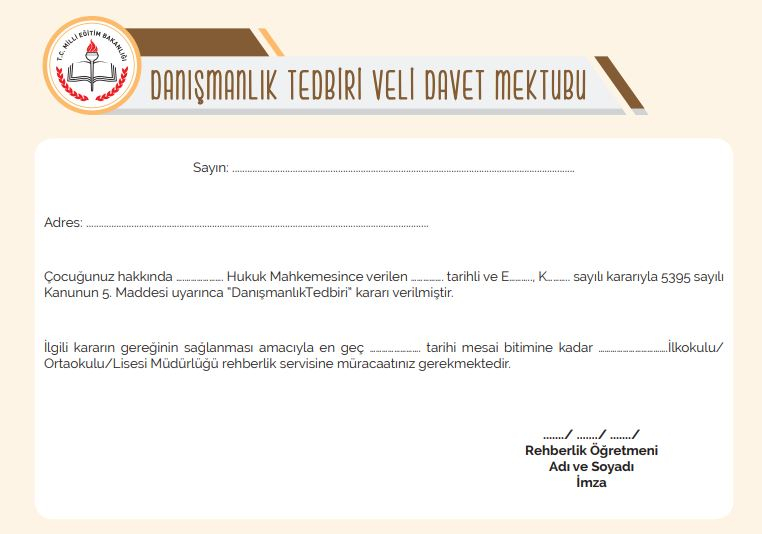 T.C. MİLLİ EĞİTİM BAKANLIĞI
DANIŞMANLIK TEDBİRİ VELİ DAVET MEKTUBU
Sayın: ................................................................................................................................
Adres: ................................................................................................................................
Çocuğunuz hakkında ...................... Hukuk Mahkemesince verilen ............... tarihli ve E.........., K.......... sayılı kararıyla 5395 sayılı
Kanunun 5. Maddesi uyarınca "DanışmanlıkTedbiri" kararı verilmiştir.
İlgili kararın gereğinin sağlanması amacıyla en geç ...................... tarihi mesai bitimine kadar ..............................İlkokulu/
Ortaokulu/Lisesi Müdürlüğü rehberlik servisine müracaatınız gerekmektedir.
......./ ......./ ......./
Rehberlik Öğretmeni
Adı ve Soyadı
İmza